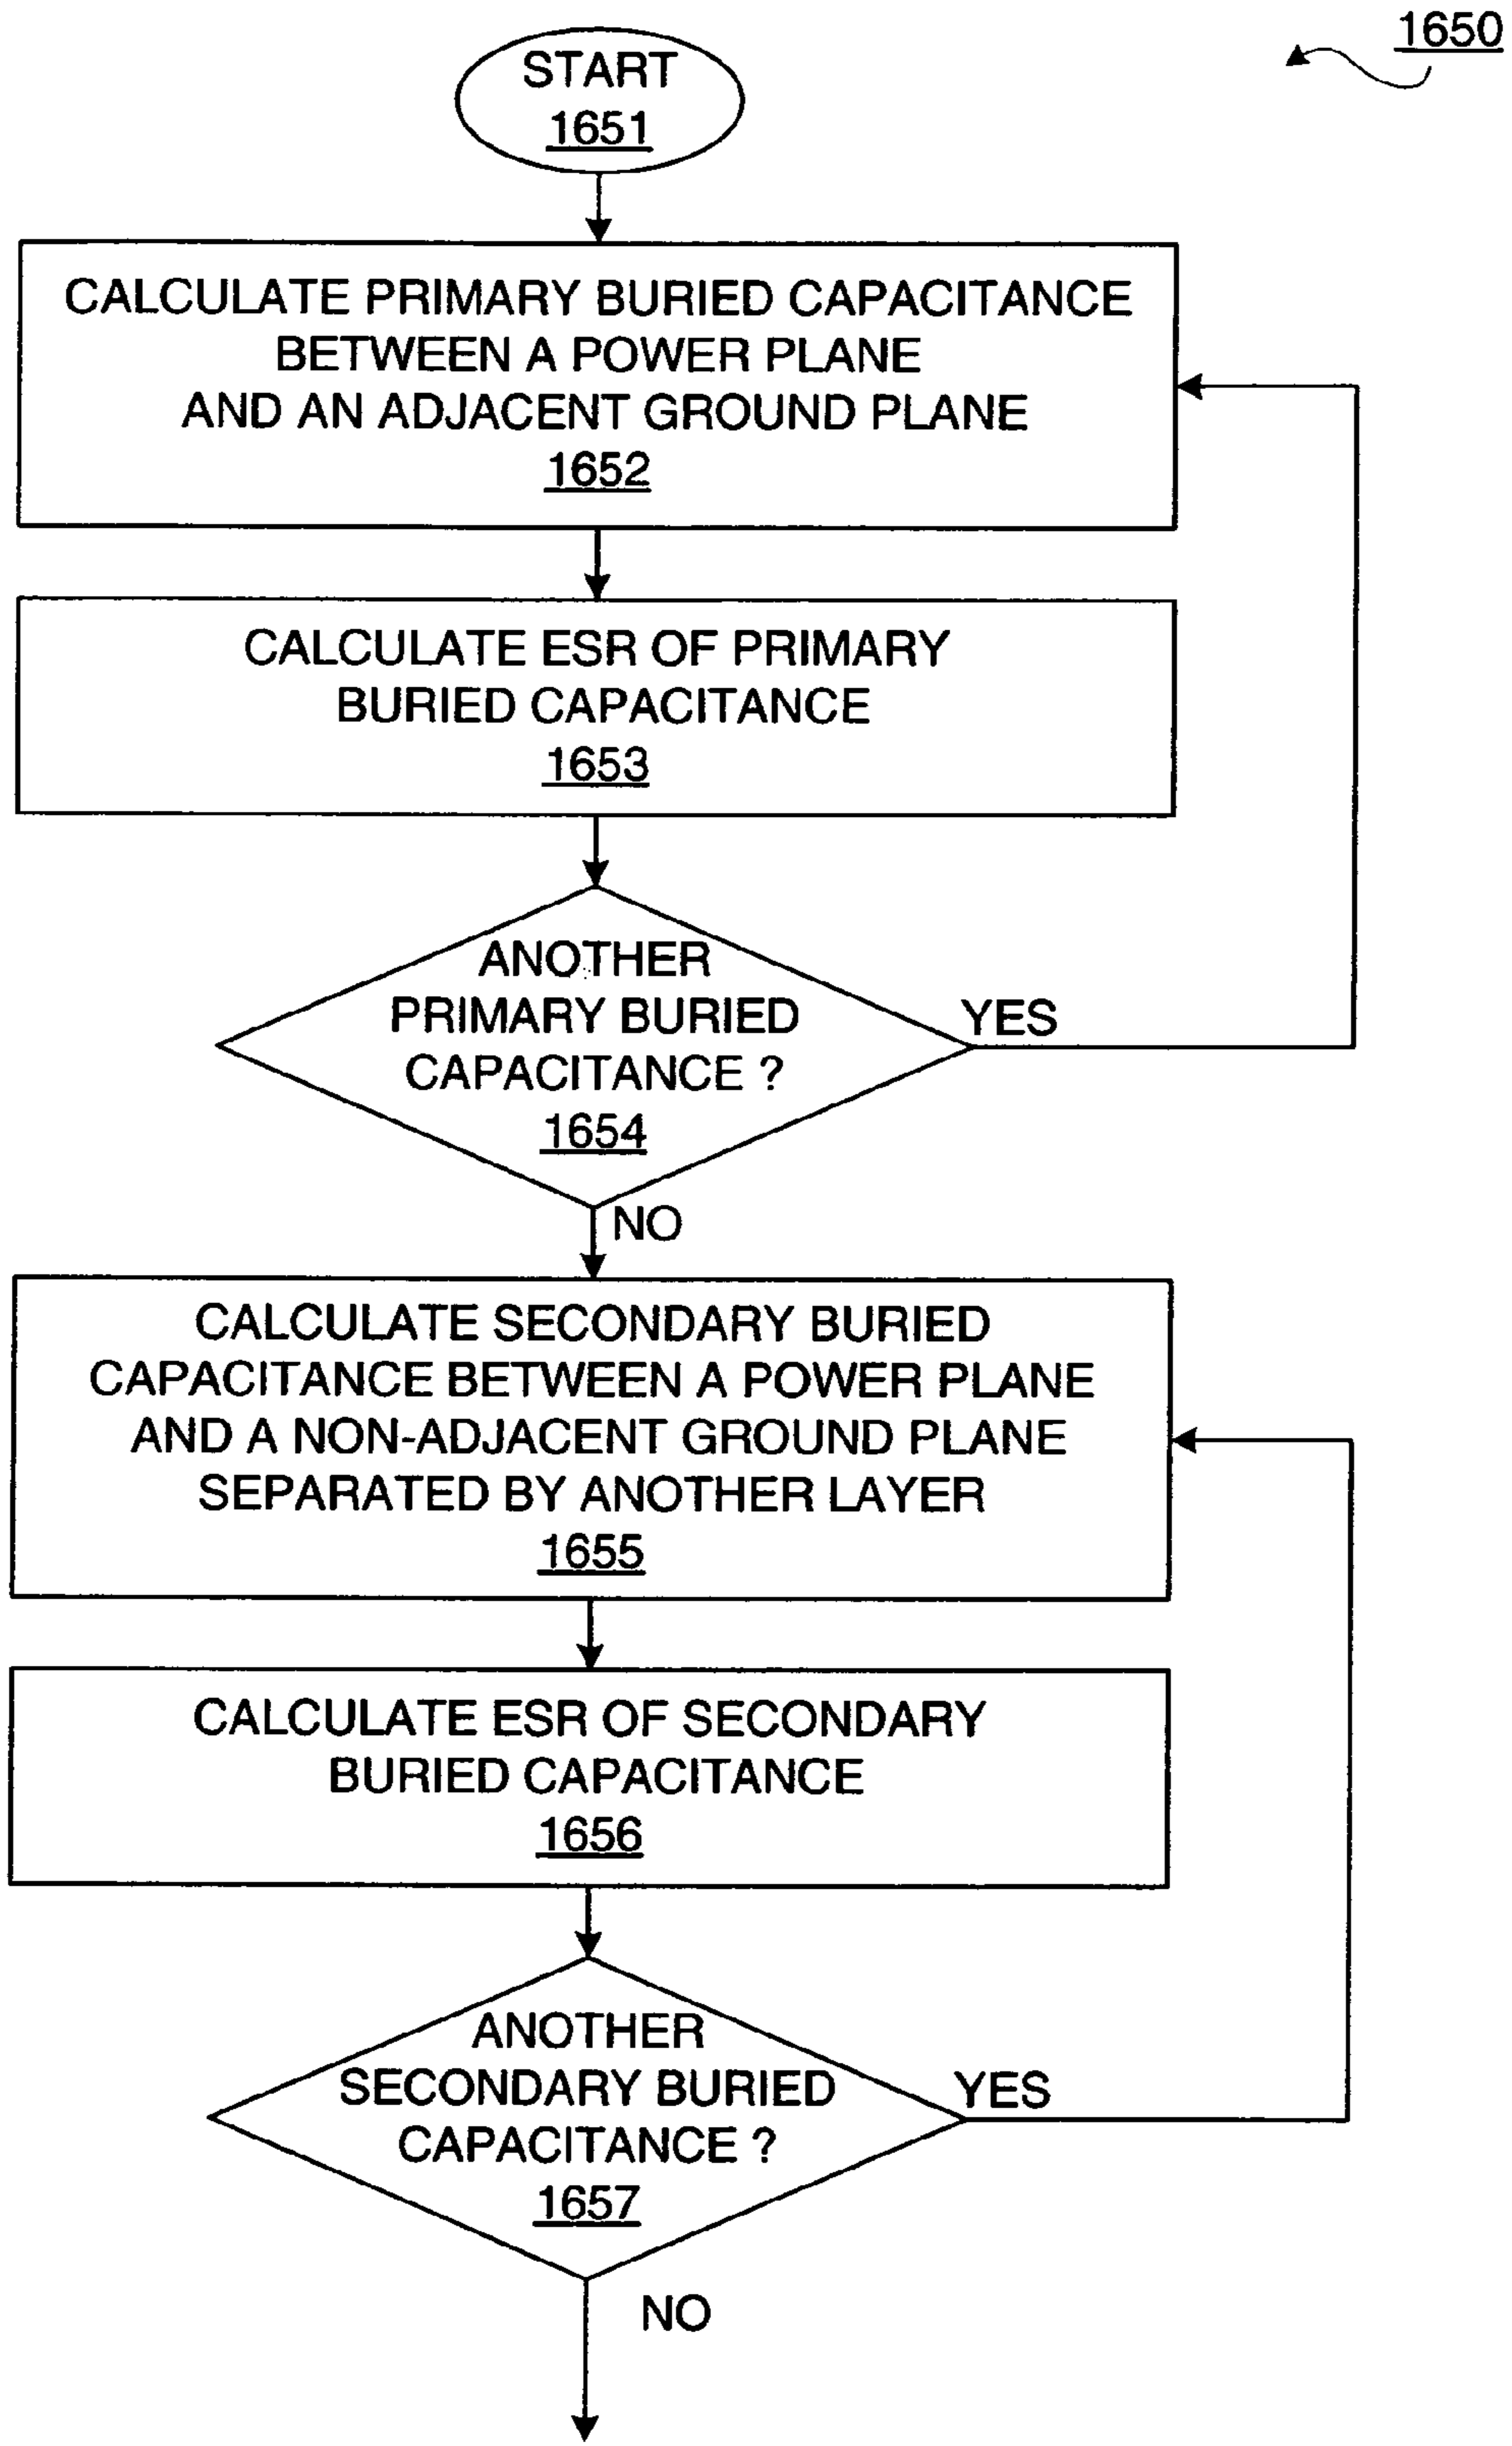 1650
START
1651
CALCULATE PRIMARY BURIED CAPACITANCE
BETWEEN A POWER PLANE
AND AN ADJACENT GROUND PLANE
1652
CALCULATE ESR OF PRIMARY
BURIED CAPACITANCE
1653
ANOTHER
PRIMARY BURIED
CAPACITANCE ?
1654
YES
NO
CALCULATE SECONDARY BURIED
CAPACITANCE BETWEEN A POWER PLANE
AND A NON-ADJACENT GROUND PLANE
SEPARATED BY ANOTHER LAYER
1655
CALCULATE ESR OF SECONDARY
BURIED CAPACITANCE
1656
ANOTHER
SECONDARY BURIED
CAPACITANCE ?
1657
YES
NO